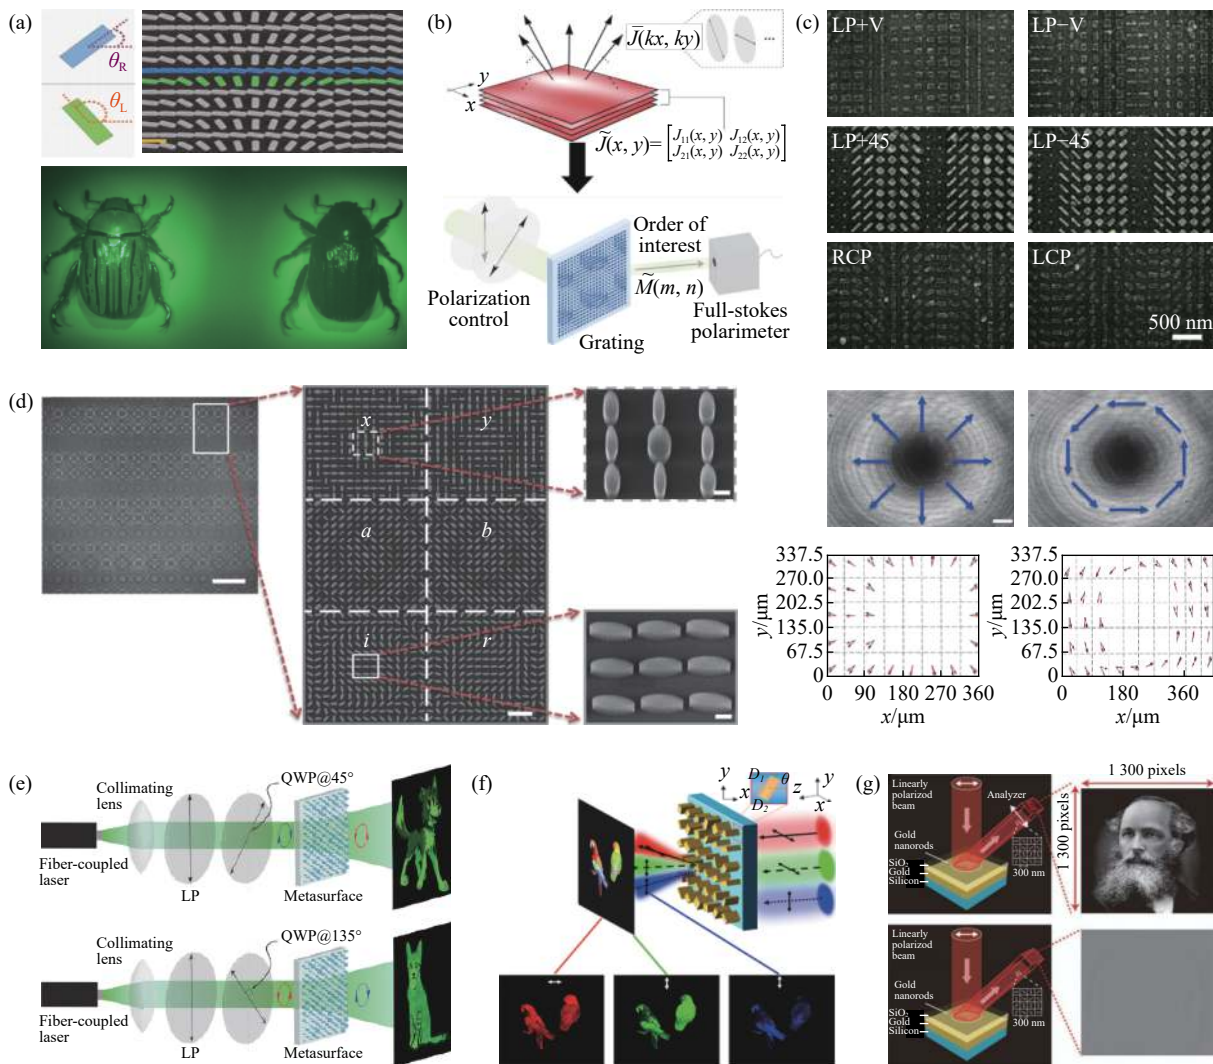 (a)
θR
θL
(b)
J̄(kx, ky)
...
y
x
J̃(x, y)=[J11(x, y) J12(x, y)
J21(x, y) J22(x, y)]
Polarization
control
Grating
Order of
interest
M̃(m, n)
Full-stokes
polarimeter
(c)
LP+V
LP−V
LP+45
LP−45
RCP
LCP
500 nm
(d)
x
y
a
b
i
r
337.5
270.0
202.5
135.0
67.5
0
y/μm
0 90 180 270 360
x/μm
337.5
270.0
202.5
135.0
67.5
0
y/μm
0 180 360
x/μm
(e)
Collimating
lens
QWP@45°
Fiber-coupled
laser
LP
Metasurface
Collimating
lens
QWP@135°
Fiber-coupled
laser
LP
Metasurface
(f)
y
x
D1
θ
D2
z
y
x
(g)
Linearly
polariized
beam
Analyzer
Gold
nanorods
SiO2
Gold
Silicon
300 nm
1 300 pixels
1 300 pixels
Linearly
polarizod
beam
Gold
nanorods
SiO2
Gold
Silicon
300 nm